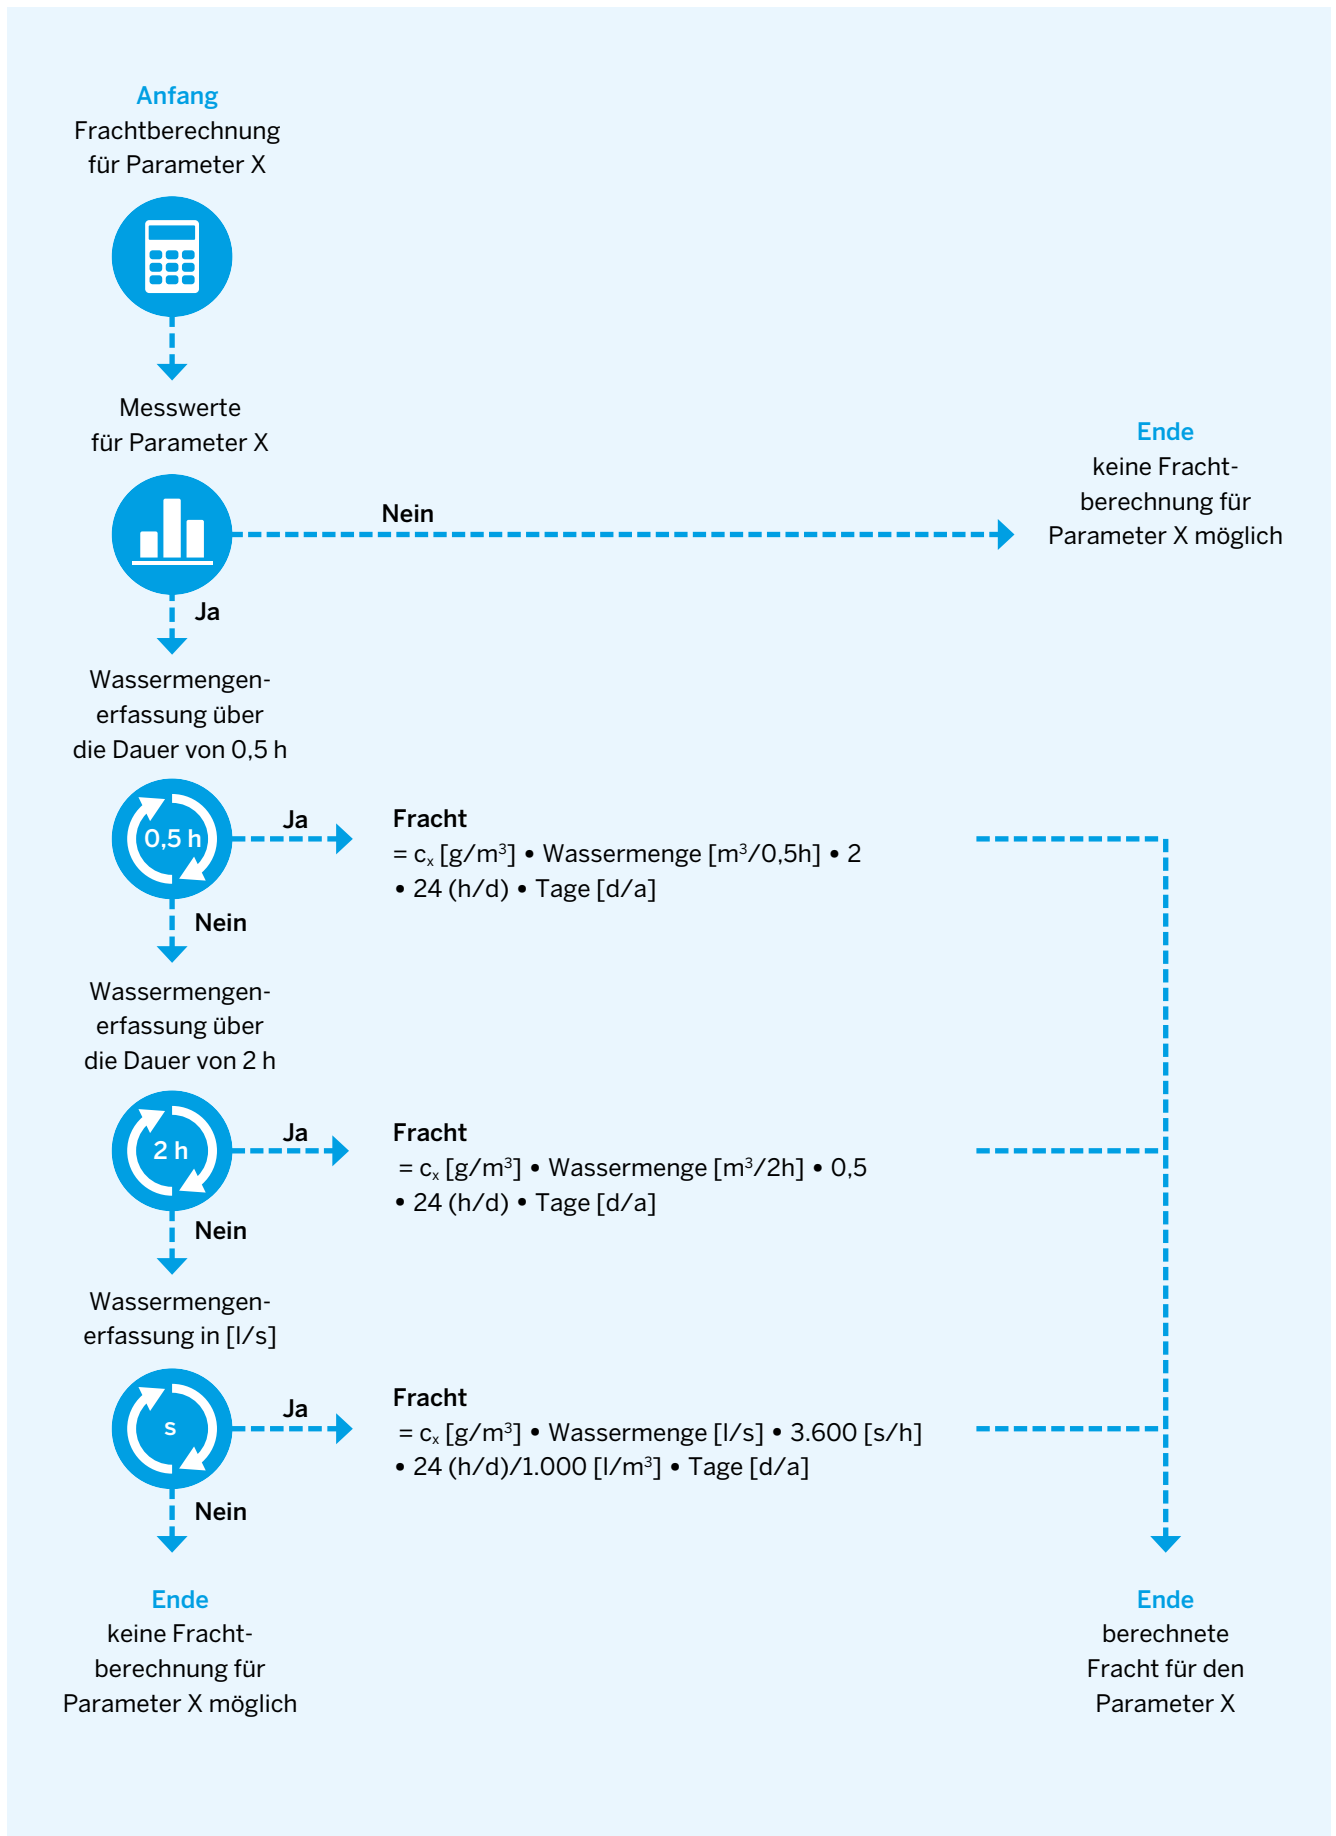 Anfang
Frachtberechnung
für Parameter X
Messwerte
für Parameter X
Nein
Ende
keine Fracht-
berechnung für
Parameter X möglich
Ja
Wassermengen-
erfassung über
die Dauer von 0,5 h
0,5 h
Ja
Fracht
= cₓ [g/m³] • Wassermenge [m³/0,5h] • 2
• 24 (h/d) • Tage [d/a]
Nein
Wassermengen-
erfassung über
die Dauer von 2 h
2 h
Ja
Fracht
= cₓ [g/m³] • Wassermenge [m³/2h] • 0,5
• 24 (h/d) • Tage [d/a]
Nein
Wassermengen-
erfassung in [l/s]
s
Ja
Fracht
= cₓ [g/m³] • Wassermenge [l/s] • 3.600 [s/h]
• 24 (h/d)/1.000 [l/m³] • Tage [d/a]
Nein
Ende
keine Fracht-
berechnung für
Parameter X möglich
Ende
berechnete
Fracht für den
Parameter X